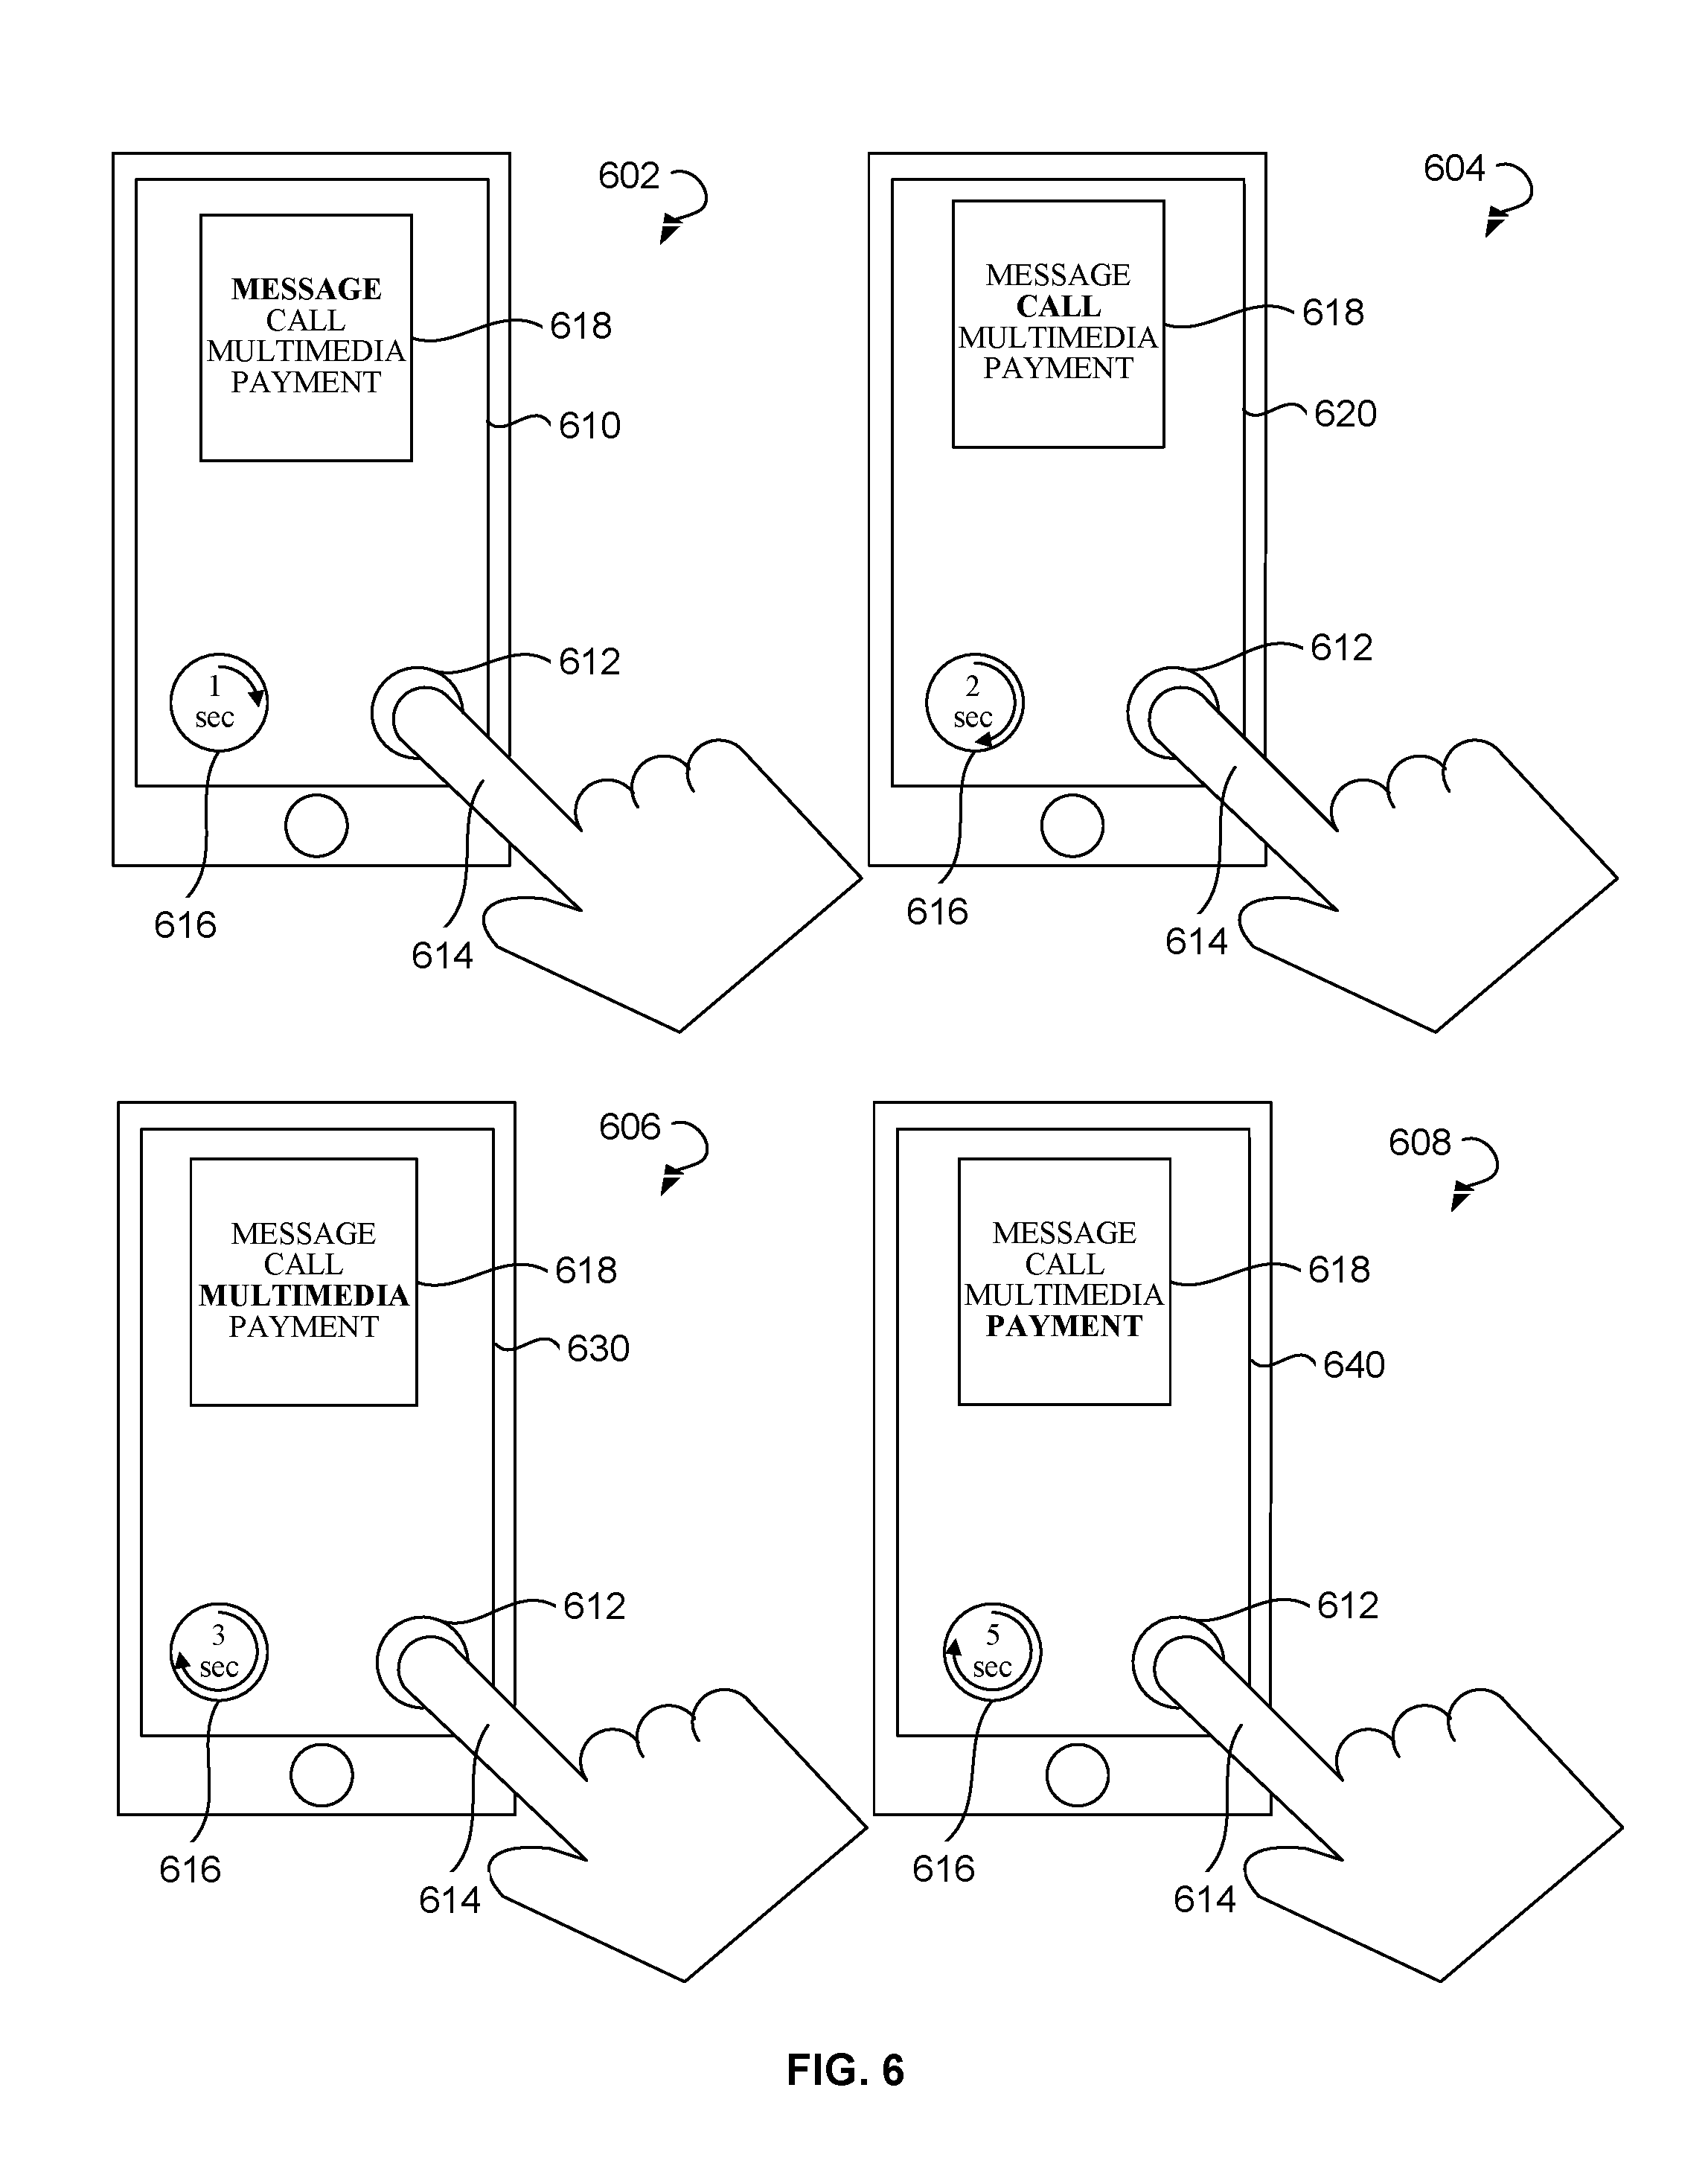 602
MESSAGE
CALL
MULTIMEDIA
PAYMENT
618
610
612
1
sec
616
614
604
MESSAGE
CALL
MULTIMEDIA
PAYMENT
618
620
612
2
sec
616
614
606
MESSAGE
CALL
MULTIMEDIA
PAYMENT
618
630
612
3
sec
616
614
608
MESSAGE
CALL
MULTIMEDIA
PAYMENT
618
640
612
5
sec
616
614
FIG. 6